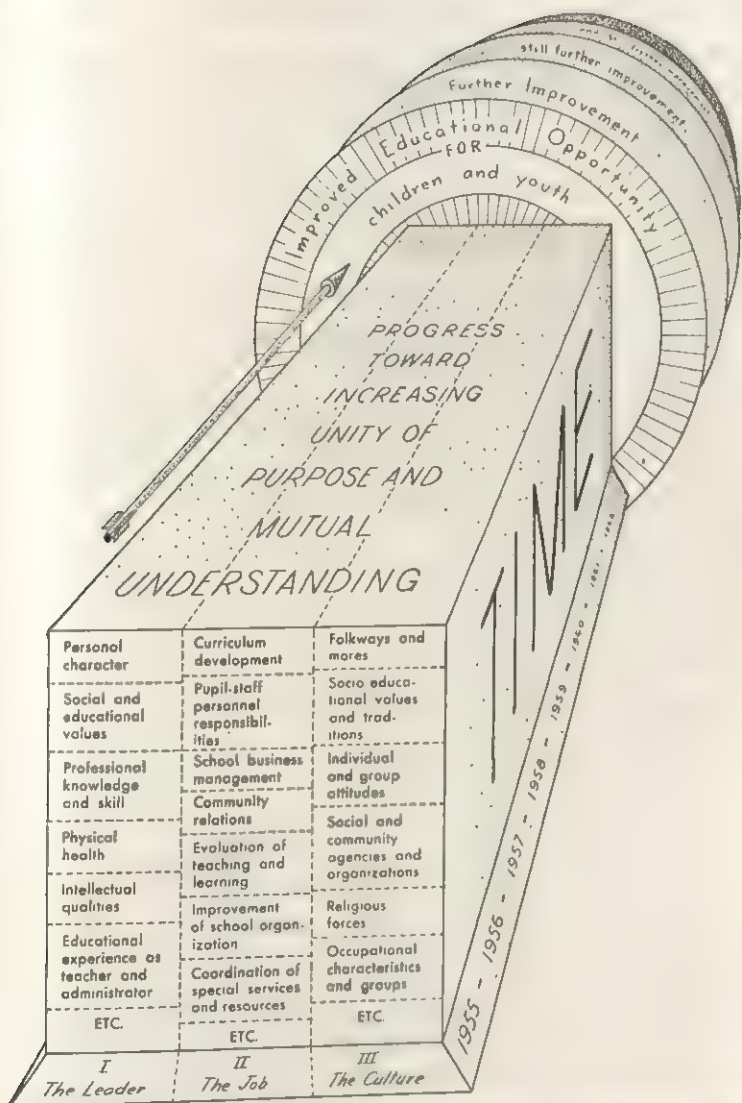 still further improvement
Further Improvement
Improved Educational Opportunity
FOR
children and youth
PROGRESS
TOWARD
INCREASING
UNITY OF
PURPOSE AND
MUTUAL
UNDERSTANDING
Personal
character
Social and
educational
values
Professional
knowledge
and skill
Physical
health
Intellectual
qualities
Educational
experience as
teacher and
administrator
ETC.
I
The Leader
Curriculum
development
Pupil-staff
personnel
responsibil-
ities
School business
management
Community
relations
Evaluation of
teaching and
learning
Improvement
of school organ-
ization
Coordination of
special services
and resources
ETC.
II
The Job
Folkways and
mores
Socio educa-
tional values
and trad-
itions
Individual
and group
attitudes
Social and
community
agencies and
organizations
Religious
forces
Occupational
characteristics
and groups
ETC.
III
The Culture
TIME
1955 - 1956 - 1957 - 1958 - 1959 - 1960 - 1961 -